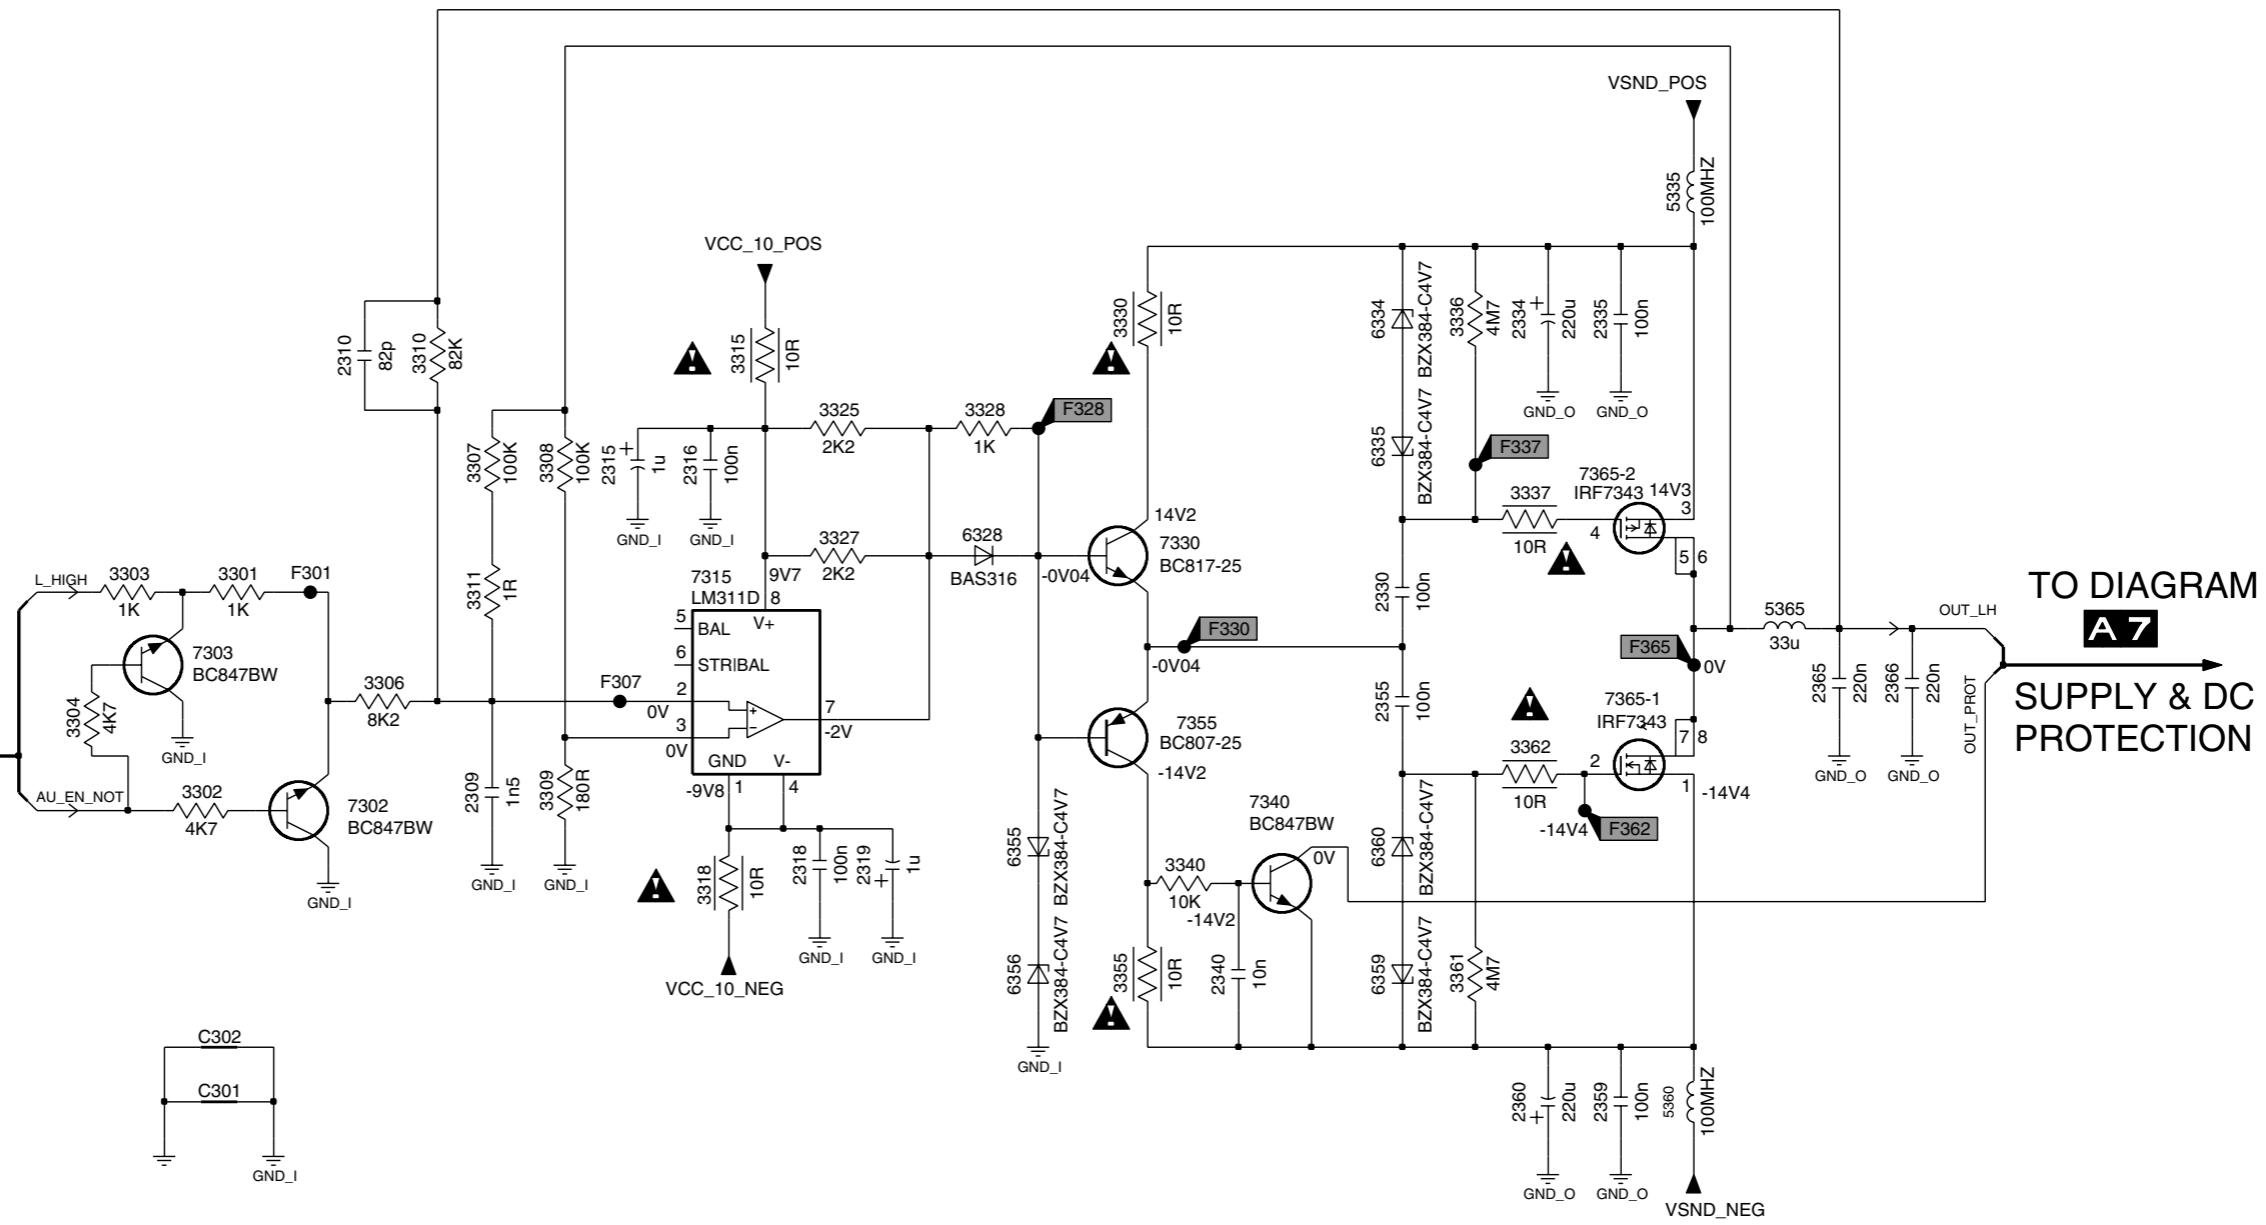 VSND_POS
5335
100MHZ
VCC_10_POS
2310
82p
3310
82K
3315
10R
3330
10R
6334
BZX384-C4V7
3336
4M7
2334
+
220u
2335
100n
GND_O
GND_O
3307
100K
3308
100K
2315
+
1u
2316
100n
3325
2K2
3328
1K
F328
6335
BZX384-C4V7
F337
7365-2
IRF7343
14V3
3
3337
10R
4
5
6
GND_I
GND_I
14V2
7330
BC817-25
3327
2K2
6328
BAS316
-0V04
L_HIGH
3303
1K
3301
1K
F301
3311
1R
7315
LM311D
9V7
8
5
BAL
V+
6
STRIBAL
2330
100n
F330
-0V04
TO DIAGRAM
A 7
SUPPLY & DC
PROTECTION
OUT_LH
OUT_PROT
5365
33u
F365
0V
2365
220n
2366
220n
GND_O
GND_O
7303
BC847BW
3304
4K7
GND_I
3306
8K2
F307
2
0V
+
-
3
0V
7
-2V
GND
V-
-9V8
1
4
2355
100n
7355
BC807-25
-14V2
7365-1
IRF7343
7
8
3362
10R
2
1
-14V4
-14V4
F362
AU_EN_NOT
3302
4K7
7302
BC847BW
GND_I
2309
1n5
3309
180R
GND_I
GND_I
3318
10R
2318
100n
2319
+
1u
GND_I
GND_I
VCC_10_NEG
6355
BZX384-C4V7
6356
BZX384-C4V7
GND_I
7340
BC847BW
0V
3340
10K
-14V2
3355
10R
2340
10n
6360
BZX384-C4V7
6359
BZX384-C4V7
3361
4M7
C302
C301
GND_I
2360
+
220u
2359
100n
5360
100MHZ
GND_O
GND_O
VSND_NEG